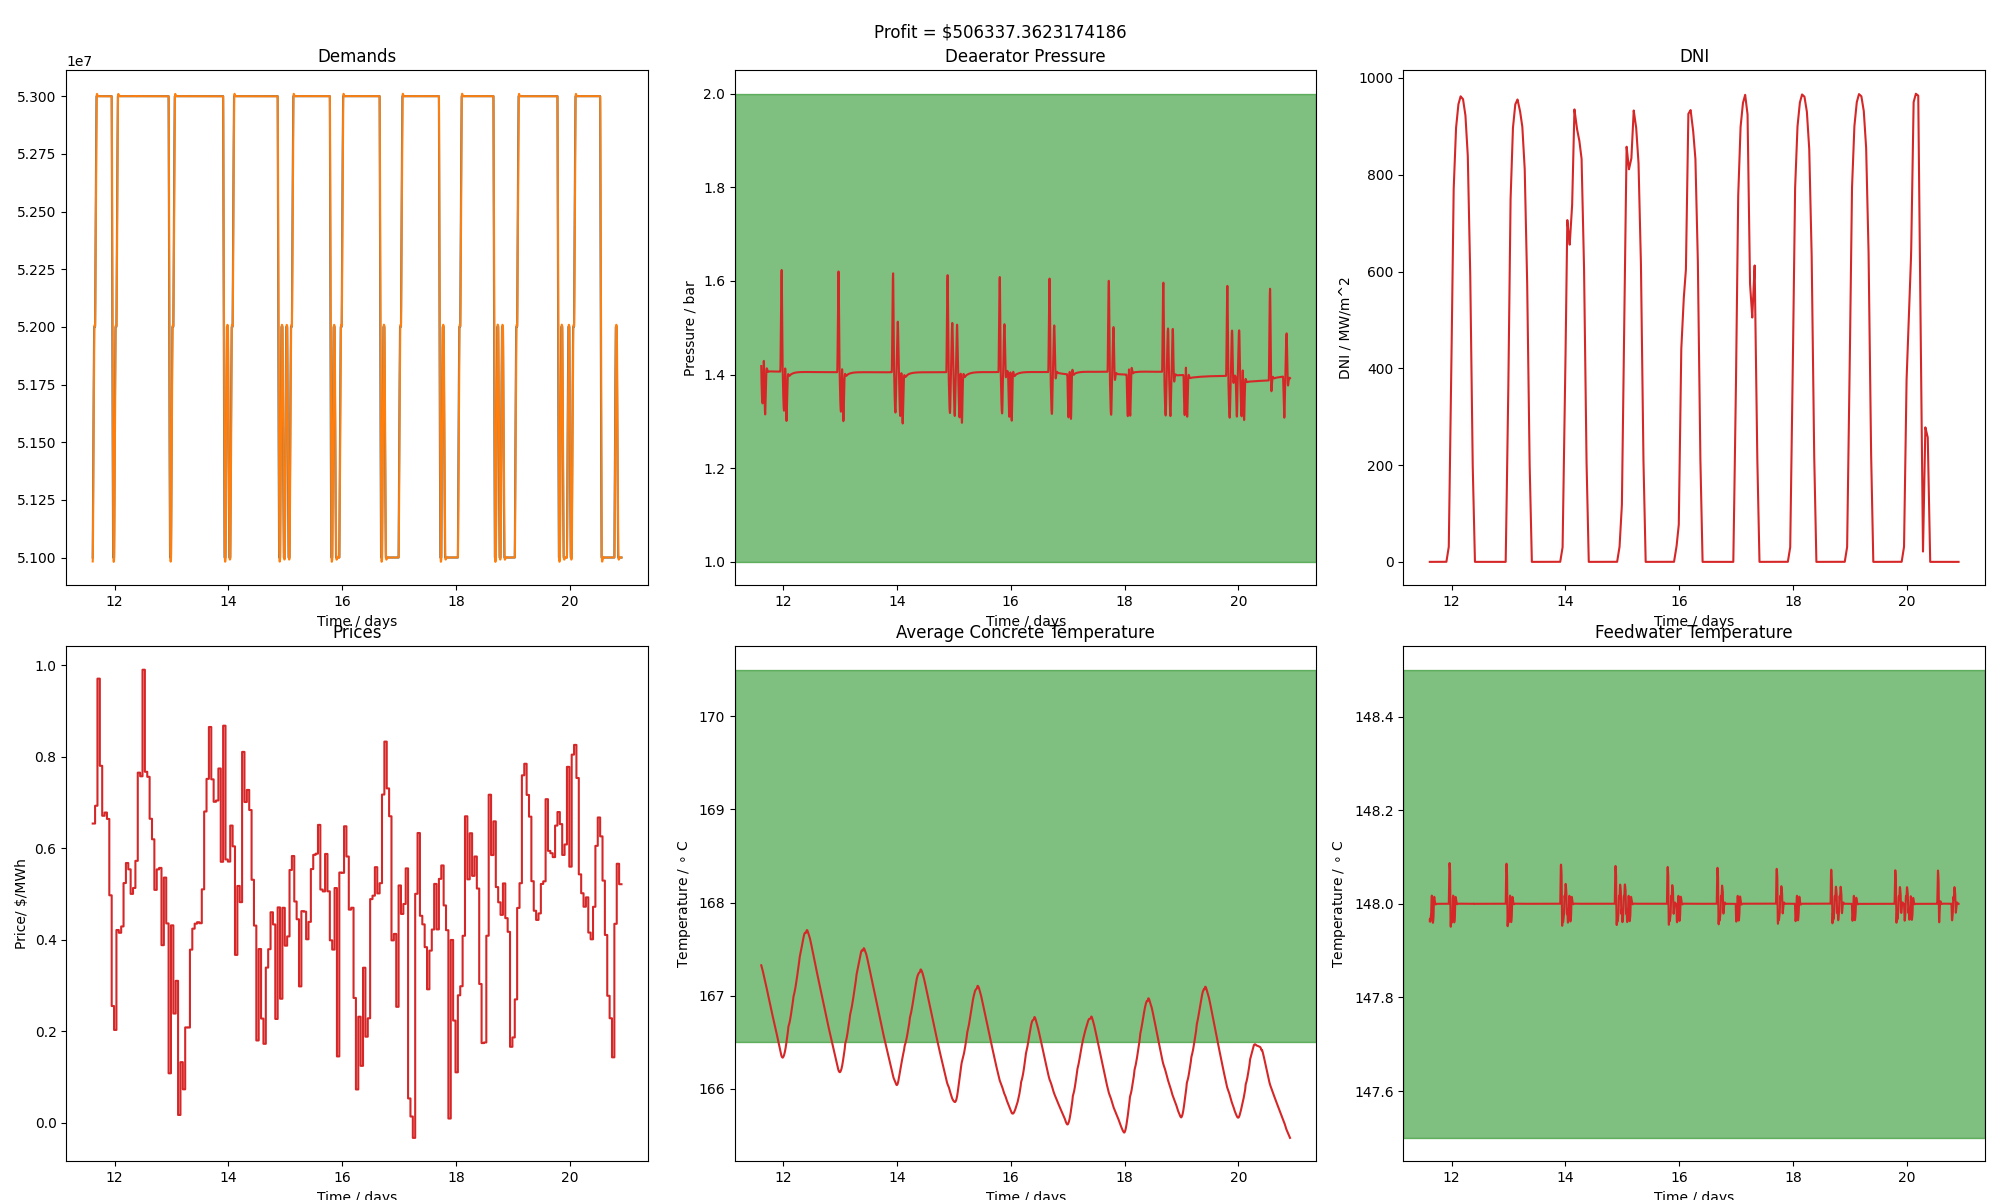 Profit = $506337.3623174186
Demands
1e7
5.300
5.275
5.250
5.225
5.200
5.175
5.150
5.125
5.100
12 14 16 18 20
Time / days
Deaerator Pressure
Pressure / bar
2.0
1.8
1.6
1.4
1.2
1.0
12 14 16 18 20
Time / days
DNI
DNI / MW/m^2
1000
800
600
400
200
0
12 14 16 18 20
Time / days
Prices
Price/ $/MWh
1.0
0.8
0.6
0.4
0.2
0.0
12 14 16 18 20
Time / days
Average Concrete Temperature
Temperature / ∘ C
170
169
168
167
166
12 14 16 18 20
Time / days
Feedwater Temperature
Temperature / ∘ C
148.4
148.2
148.0
147.8
147.6
12 14 16 18 20
Time / days